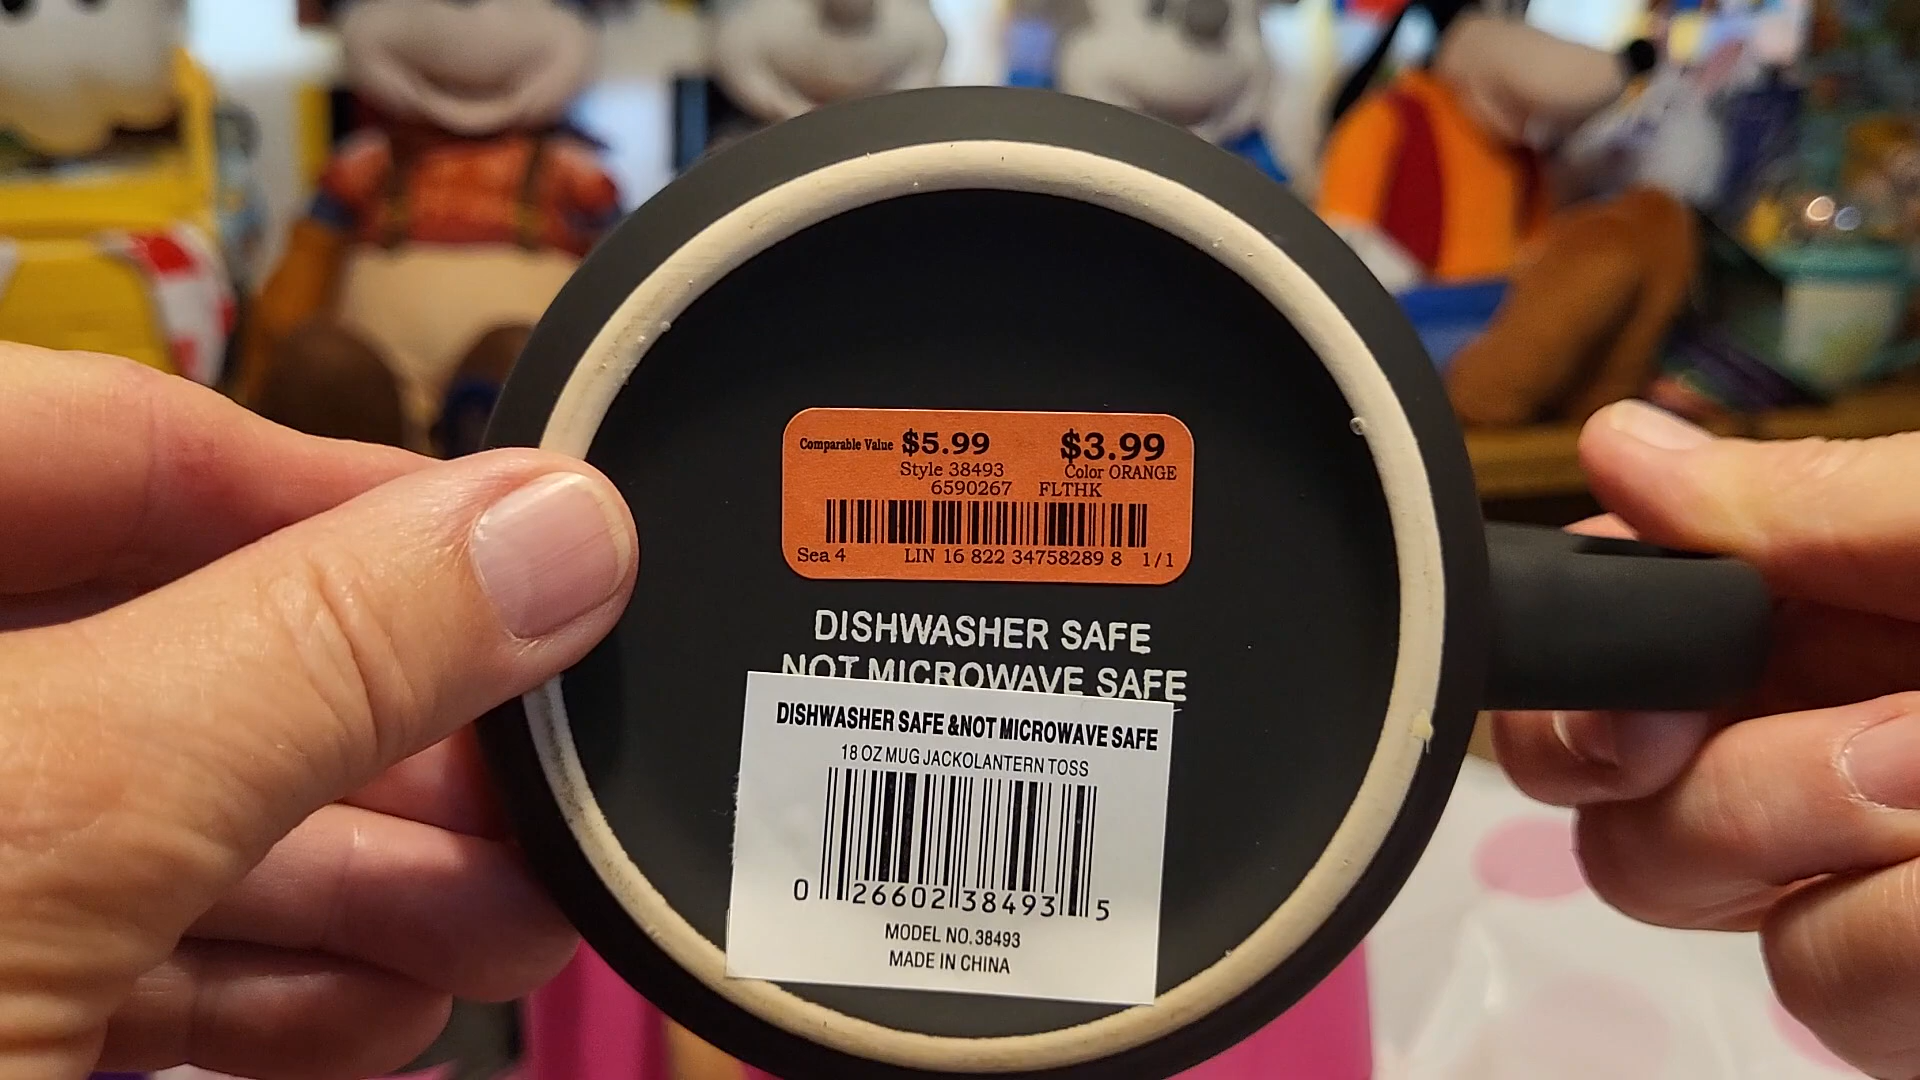 Comparable Value $5.99 $3.99
Style 38493 Color ORANGE
6590267 FLTHK
Sea 4 LIN 16 822 34758289 8 1/1
DISHWASHER SAFE
NOT MICROWAVE SAFE
DISHWASHER SAFE &NOT MICROWAVE SAFE
18 OZ MUG JACKOLANTERN TOSS
0 26602 38493 5
MODEL NO. 38493
MADE IN CHINA